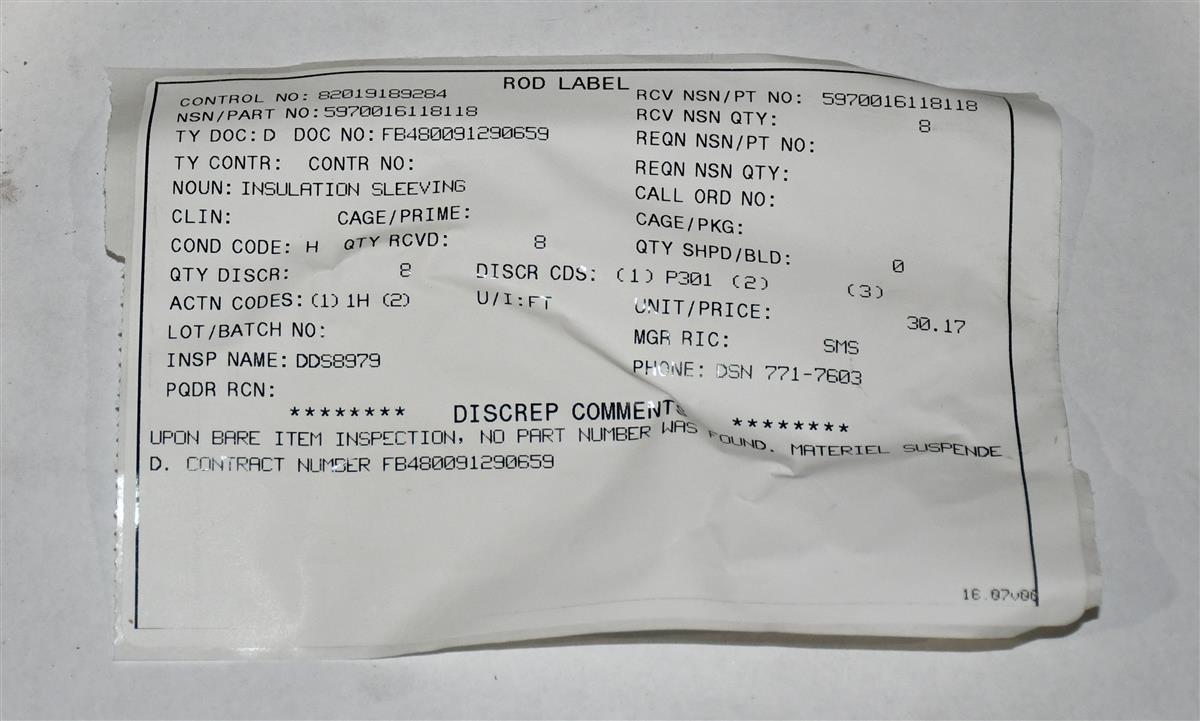 ROD LABEL
CONTROL NO: 82019189284 RCV NSN/PT NO: 5970016118118
NSN/PART NO: 5970016118118 RCV NSN QTY: 8
TY DOC: D DOC NO: FB480091290659 REQN NSN/PT NO:
TY CONTR: CONTR NO: REQN NSN QTY:
NOUN: INSULATION SLEEVING CALL ORD NO:
CLIN: CAGE/PRIME: CAGE/PKG:
COND CODE: H QTY RCVD: 8 QTY SHPD/BLD: 0
QTY DISCR: 8 DISCR CDS: (1) P301 (2) (3)
ACTN CODES: (1) 1H (2) U/I: FT UNIT/PRICE: 30.17
LOT/BATCH NO: MGR RIC: SMS
INSP NAME: DDS8979 PHONE: DSN 771-7603
PQDR RCN:
******** DISCREP COMMENTS ********
UPON BARE ITEM INSPECTION, NO PART NUMBER WAS FOUND. MATERIEL SUSPENDE
D. CONTRACT NUMBER FB480091290659
16.07v06